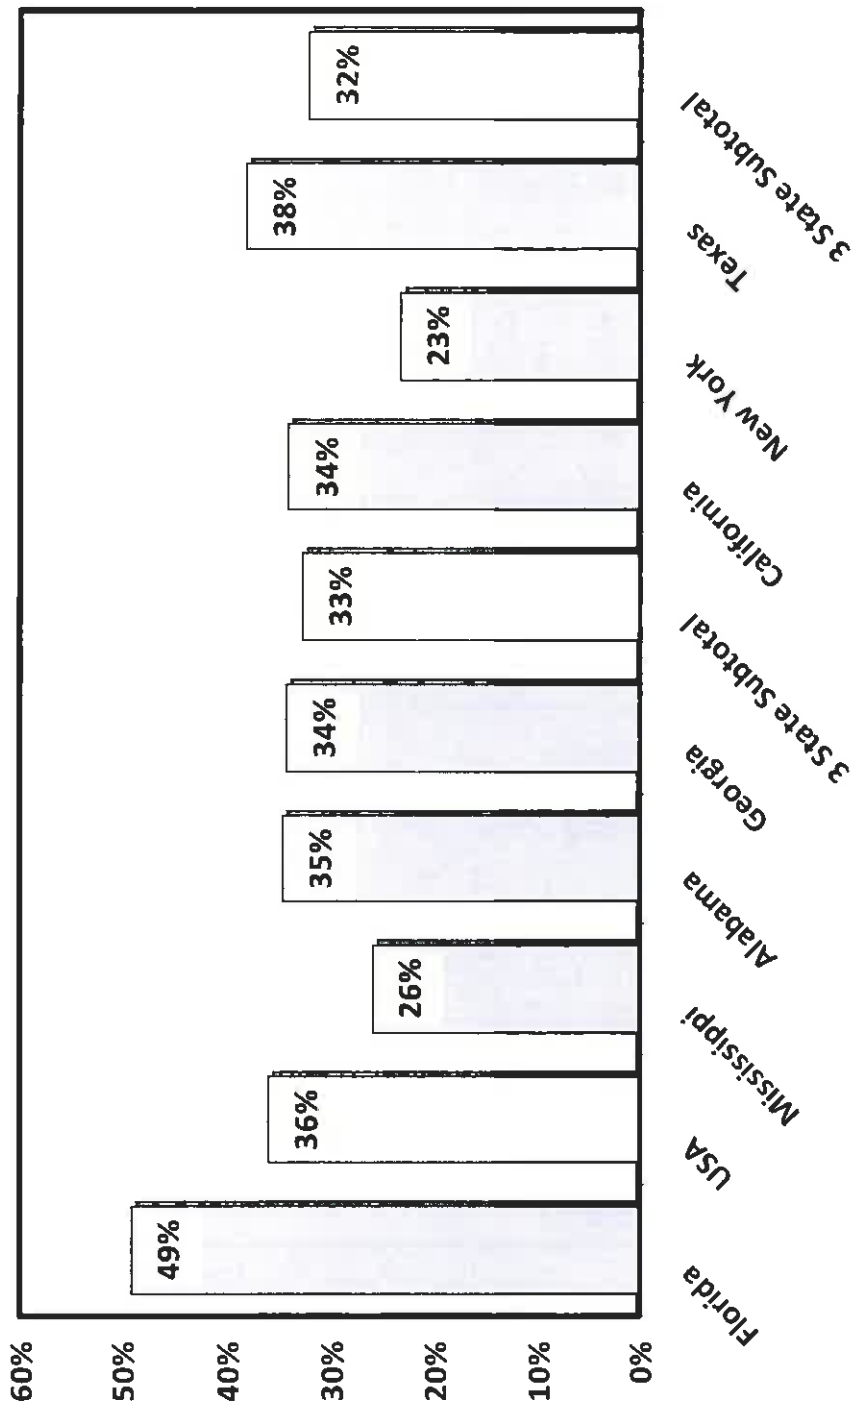 60%
50%
40%
30%
20%
10%
0%
49%
36%
26%
35%
34%
33%
34%
23%
38%
32%
Florida
USA
Mississippi
Alabama
Georgia
3 State Subtotal
California
New York
Texas
3 State Subtotal